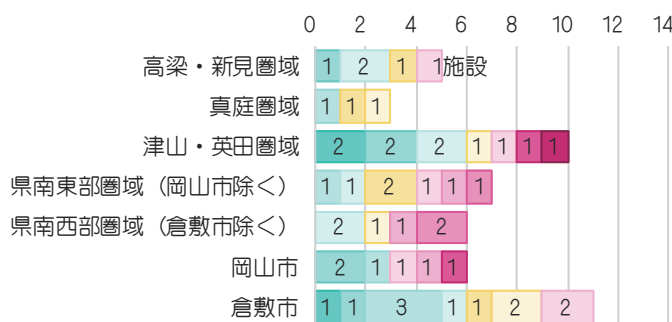 0 2 4 6 8 10 12 14
高梁・新見圏域 1 2 1 1施設
真庭圏域 1 1 1
津山・英田圏域 2 2 2 1 1 1 1
県南東部圏域（岡山市除く） 1 1 2 1 1 1
県南西部圏域（倉敷市除く） 2 1 1 2
岡山市 2 1 1 1 1
倉敷市 1 1 3 1 1 2 2